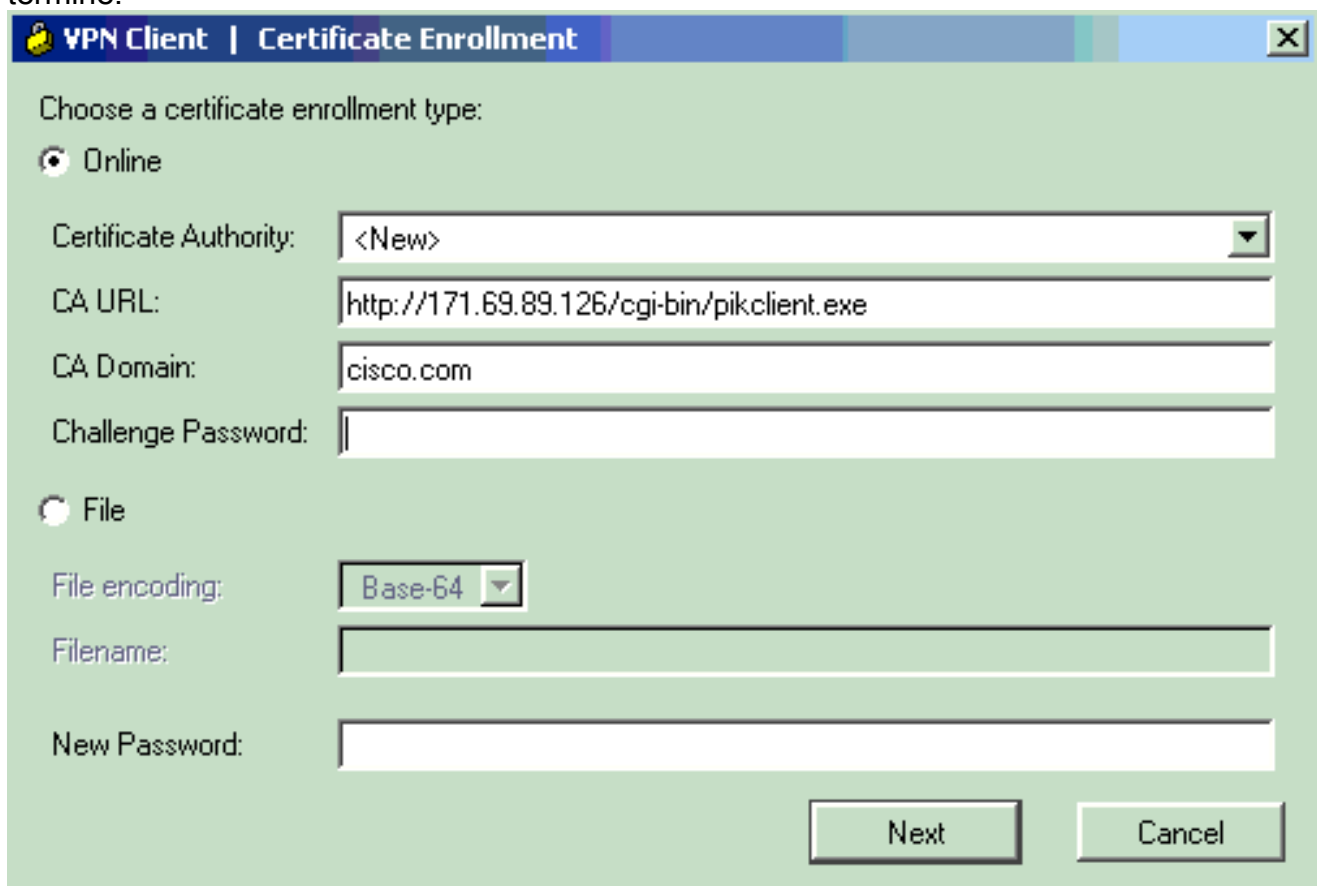 termine.
VPN Client | Certificate Enrollment
Choose a certificate enrollment type:
Online
Certificate Authority: <New>
CA URL: http://171.69.89.126/cgi-bin/pikclient.exe
CA Domain: cisco.com
Challenge Password:
File
File encoding: Base-64
Filename:
New Password:
Next Cancel